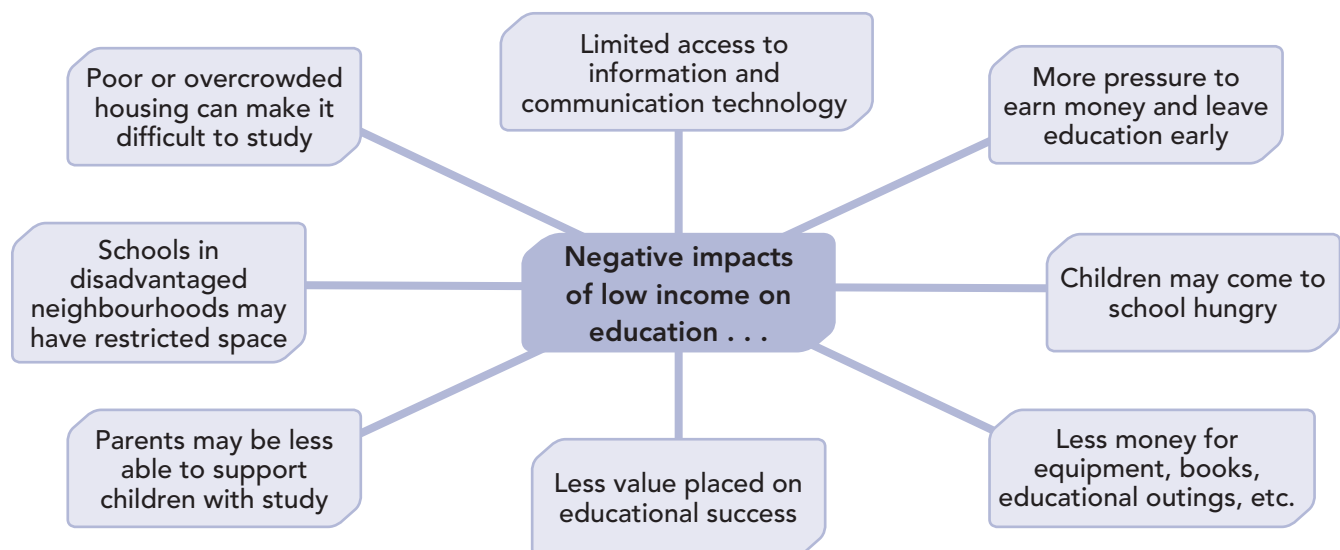 Limited access to
information and
communication technology
Poor or overcrowded
housing can make it
difficult to study
More pressure to
earn money and leave
education early
Schools in
disadvantaged
neighbourhoods may
have restricted space
Negative impacts
of low income on
education . . .
Children may come to
school hungry
Parents may be less
able to support
children with study
Less value placed on
educational success
Less money for
equipment, books,
educational outings, etc.